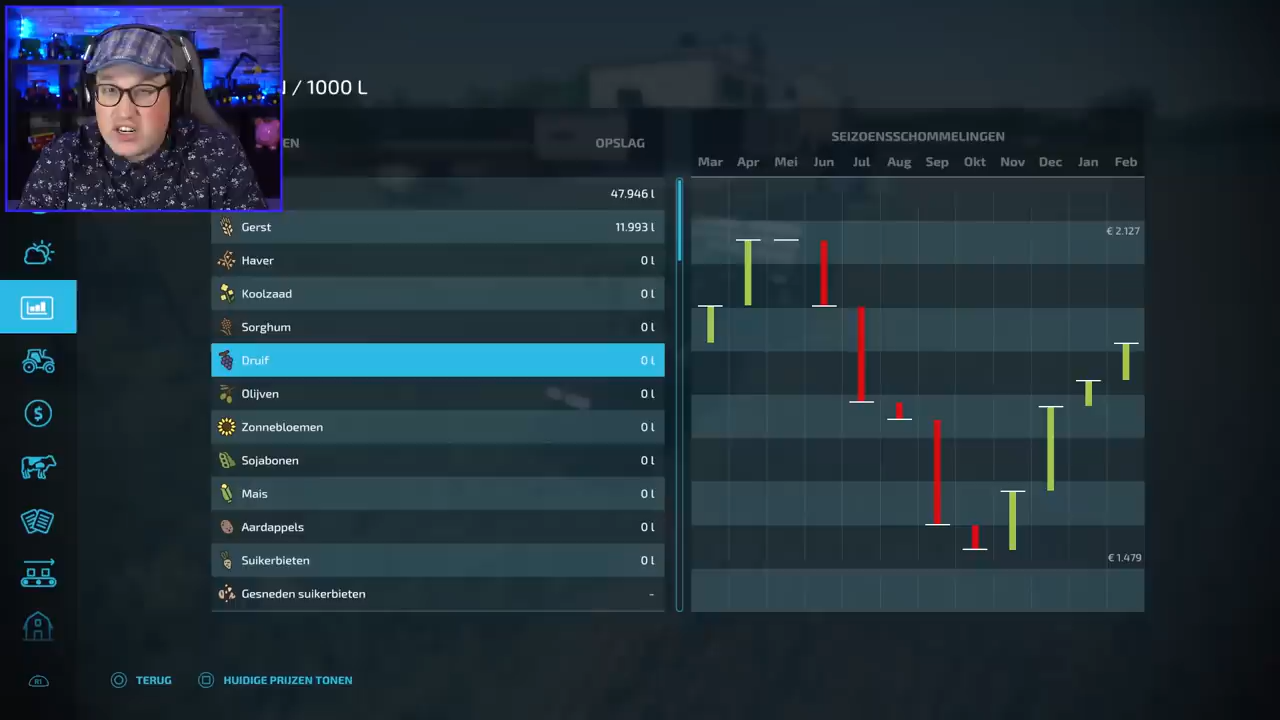 / 1000 L
OPSLAG
47.946 l
Gerst 11.993 l
Haver 0 l
Koolzaad 0 l
Sorghum 0 l
Druif 0 l
Olijven 0 l
Zonnebloemen 0 l
Sojabonen 0 l
Mais 0 l
Aardappels 0 l
Suikerbieten 0 l
Gesneden suikerbieten -
SEIZOENSSCHOMMELINGEN
Mar Apr Mei Jun Jul Aug Sep Okt Nov Dec Jan Feb
€ 2.127
€ 1.479
R1
TERUG HUIDIGE PRIJZEN TONEN